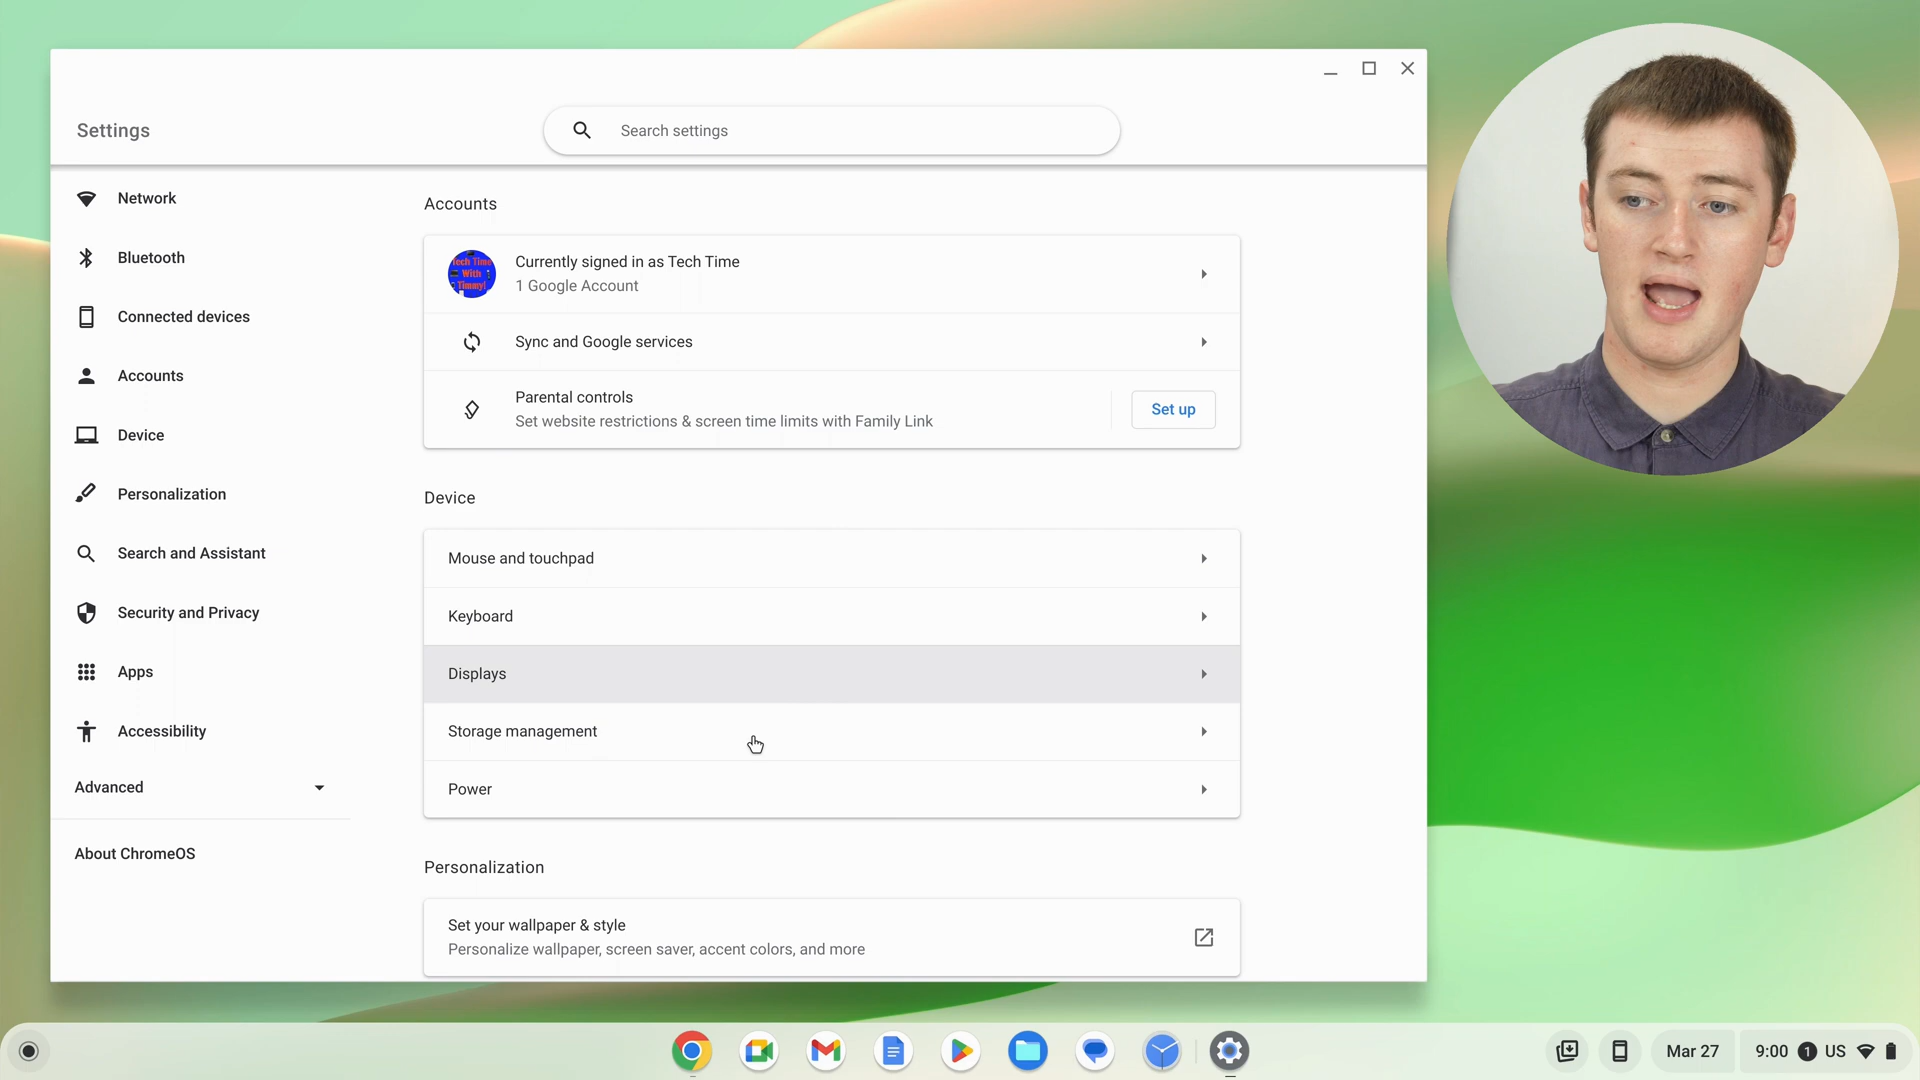 Settings
Search settings
Network
Bluetooth
Connected devices
Accounts
Device
Personalization
Search and Assistant
Security and Privacy
Apps
Accessibility
Advanced
About ChromeOS
Accounts
Tech Time
With
Timmy!
Currently signed in as Tech Time
1 Google Account
Sync and Google services
Parental controls
Set website restrictions & screen time limits with Family Link
Set up
Device
Mouse and touchpad
Keyboard
Displays
Storage management
Power
Personalization
Set your wallpaper & style
Personalize wallpaper, screen saver, accent colors, and more
Mar 27
9:00 1 US